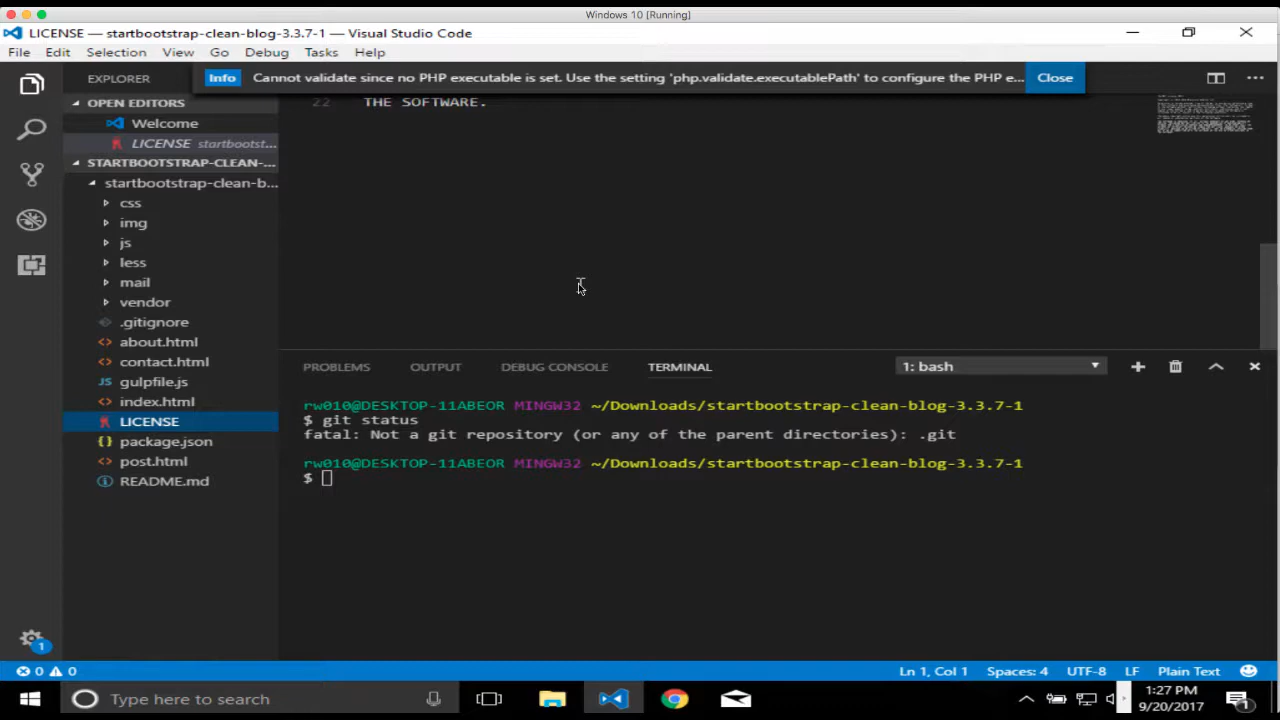 Windows 10 [Running]
LICENSE — startbootstrap-clean-blog-3.3.7-1 — Visual Studio Code
File Edit Selection View Go Debug Tasks Help
EXPLORER
Info Cannot validate since no PHP executable is set. Use the setting 'php.validate.executablePath' to configure the PHP e... Close
OPEN EDITORS
Welcome
LICENSE startbootst...
STARTBOOTSTRAP-CLEAN-...
startbootstrap-clean-b...
css
img
js
less
mail
vendor
.gitignore
<> about.html
<> contact.html
JS gulpfile.js
<> index.html
LICENSE
{} package.json
<> post.html
README.md
22 THE SOFTWARE.
PROBLEMS OUTPUT DEBUG CONSOLE TERMINAL 1: bash
rw010@DESKTOP-11ABEOR MINGW32 ~/Downloads/startbootstrap-clean-blog-3.3.7-1
$ git status
fatal: Not a git repository (or any of the parent directories): .git
rw010@DESKTOP-11ABEOR MINGW32 ~/Downloads/startbootstrap-clean-blog-3.3.7-1
$
1
0 0 Ln 1, Col 1 Spaces: 4 UTF-8 LF Plain Text
Type here to search
1:27 PM
9/20/2017
1